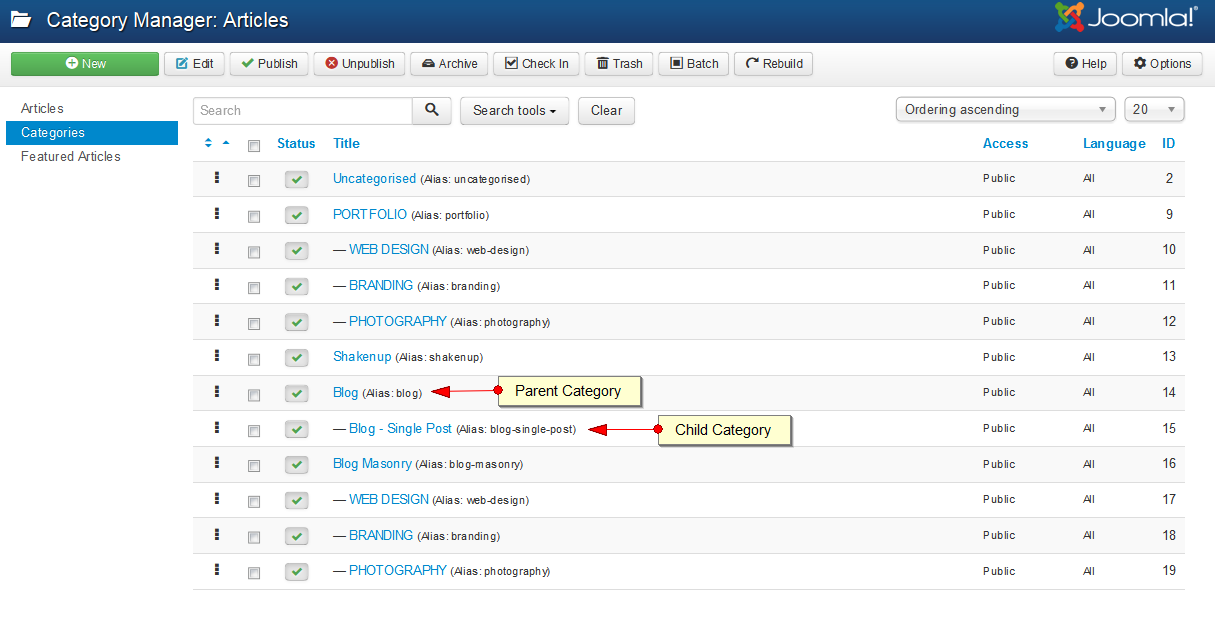 Category Manager: Articles
Joomla!®
New Edit Publish Unpublish Archive Check In Trash Batch Rebuild Help Options
Articles
Categories
Featured Articles
Search Search tools Clear Ordering ascending 20
Status Title Access Language ID
Uncategorised (Alias: uncategorised) Public All 2
PORTFOLIO (Alias: portfolio) Public All 9
— WEB DESIGN (Alias: web-design) Public All 10
— BRANDING (Alias: branding) Public All 11
— PHOTOGRAPHY (Alias: photography) Public All 12
Shakenup (Alias: shakenup) Public All 13
Blog (Alias: blog) Parent Category Public All 14
— Blog - Single Post (Alias: blog-single-post) Child Category Public All 15
Blog Masonry (Alias: blog-masonry) Public All 16
— WEB DESIGN (Alias: web-design) Public All 17
— BRANDING (Alias: branding) Public All 18
— PHOTOGRAPHY (Alias: photography) Public All 19